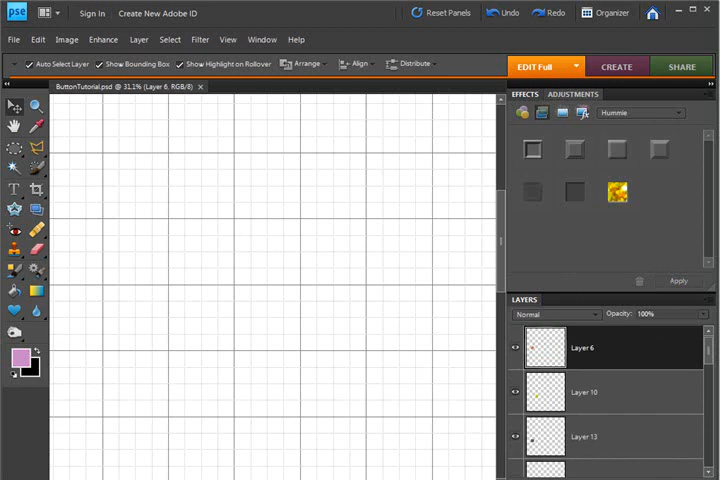 pse Sign In Create New Adobe ID Reset Panels Undo Redo Organizer
File Edit Image Enhance Layer Select Filter View Window Help
Auto Select Layer Show Bounding Box Show Highlight on Rollover Arrange Align Distribute EDIT Full CREATE SHARE
ButtonTutorial.psd @ 31,1% (Layer 6, RGB/8) x
EFFECTS ADJUSTMENTS
Hummie
T
Apply
LAYERS
Normal Opacity: 100%
Layer 6
Layer 10
Layer 13